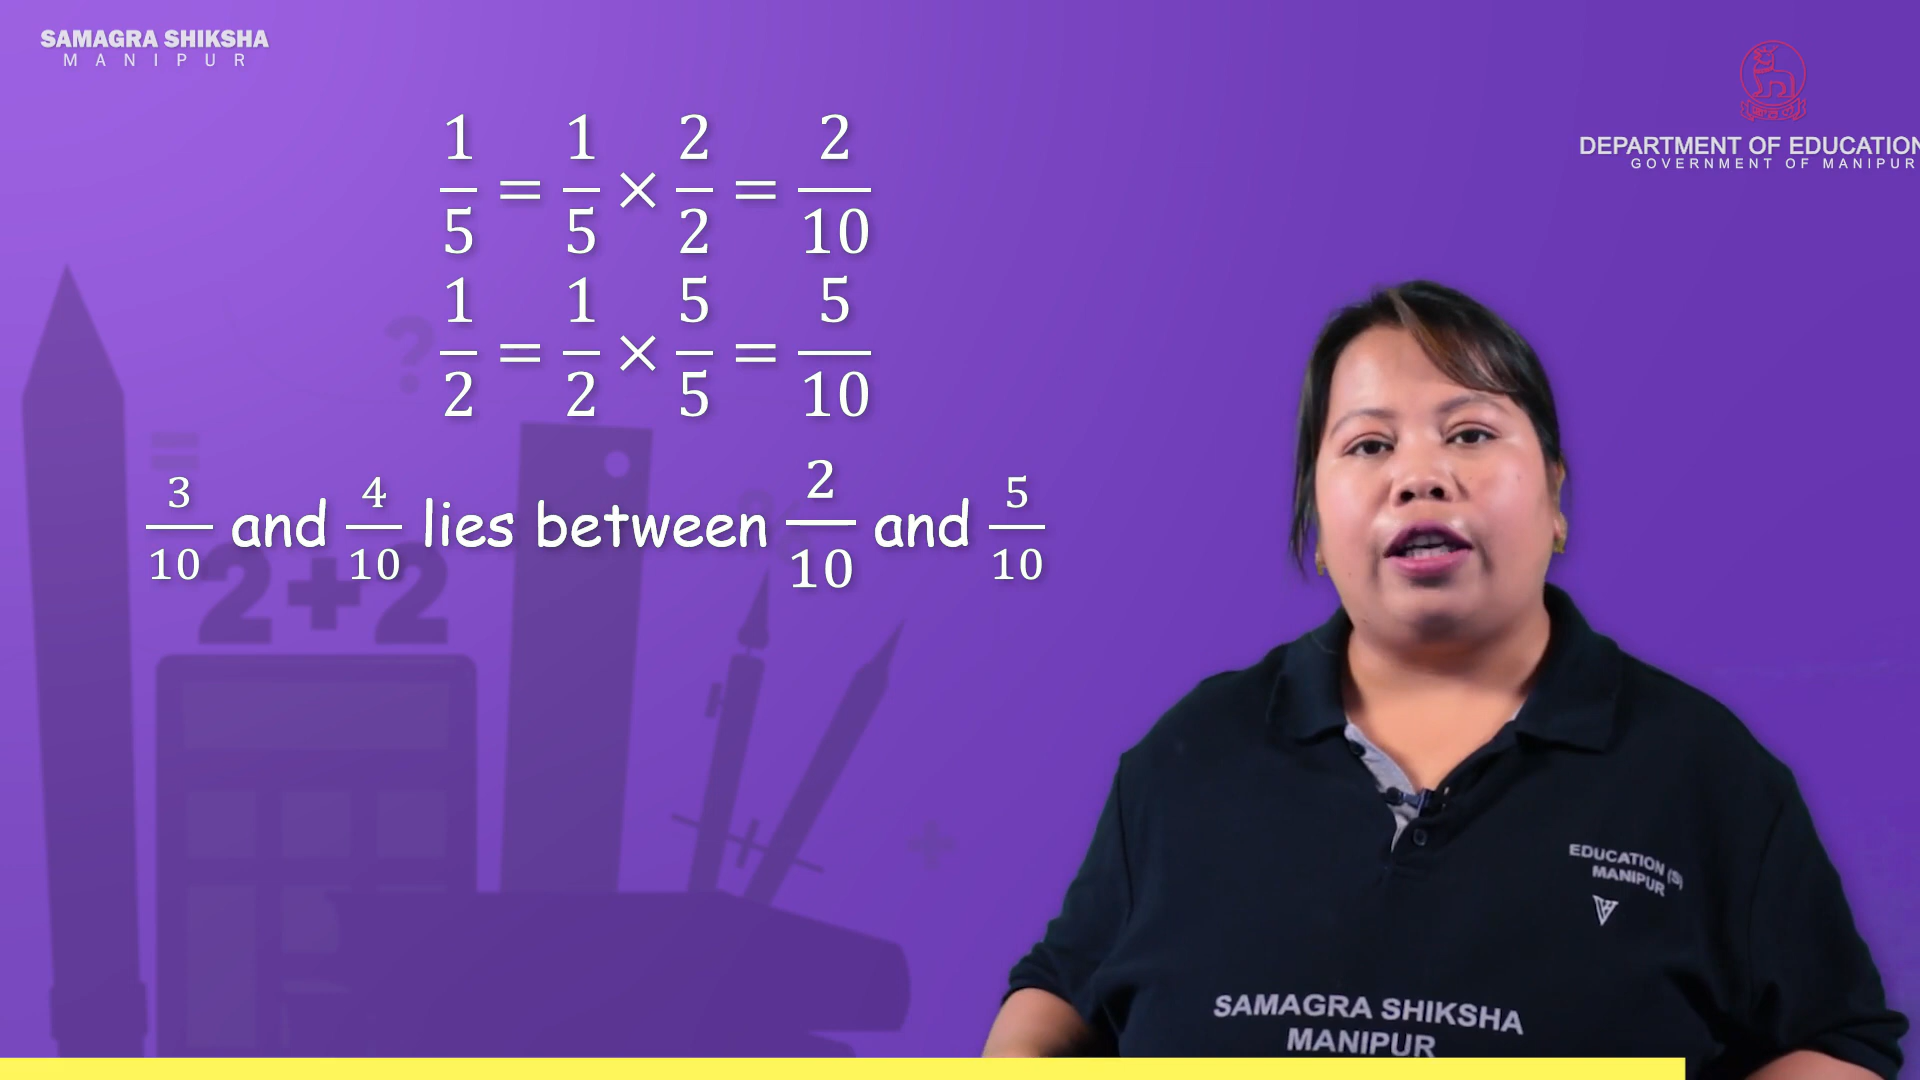 SAMAGRA SHIKSHA
MANIPUR
DEPARTMENT OF EDUCATION
GOVERNMENT OF MANIPUR
1/5 = 1/5 × 2/2 = 2/10
1/2 = 1/2 × 5/5 = 5/10
3/10 and 4/10 lies between 2/10 and 5/10
?
=
2+2
+
EDUCATION (S)
MANIPUR
SAMAGRA SHIKSHA
MANIPUR